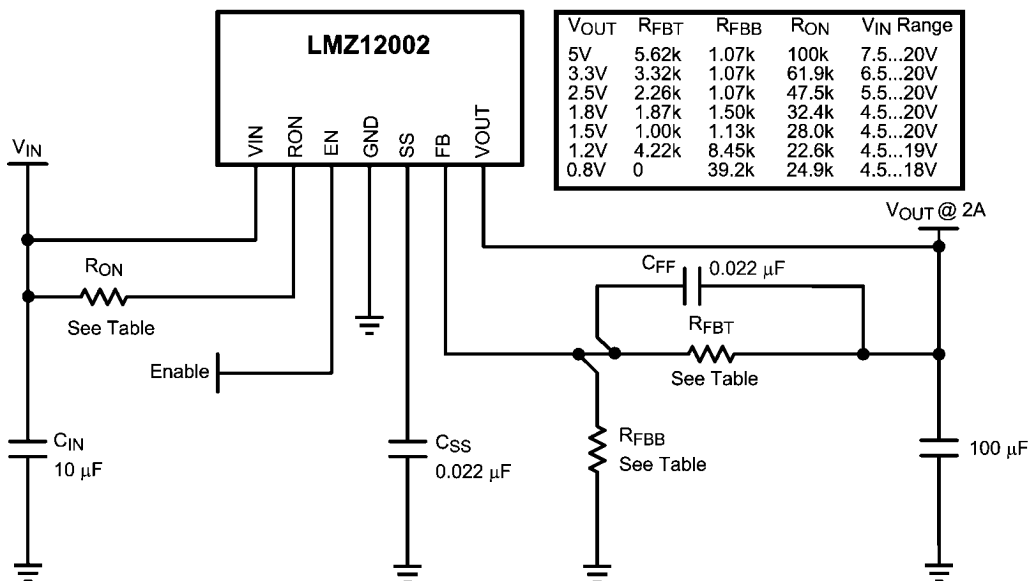 LMZ12002
VIN
RON
EN
GND
SS
FB
VOUT
VOUT RFBT RFBB RON VIN Range
5V 5.62k 1.07k 100k 7.5...20V
3.3V 3.32k 1.07k 61.9k 6.5...20V
2.5V 2.26k 1.07k 47.5k 5.5...20V
1.8V 1.87k 1.50k 32.4k 4.5...20V
1.5V 1.00k 1.13k 28.0k 4.5...20V
1.2V 4.22k 8.45k 22.6k 4.5...19V
0.8V 0 39.2k 24.9k 4.5...18V
VIN
VOUT @ 2A
RON
See Table
CFF 0.022 μF
RFBT
See Table
Enable
CIN
10 μF
CSS
0.022 μF
RFBB
See Table
100 μF